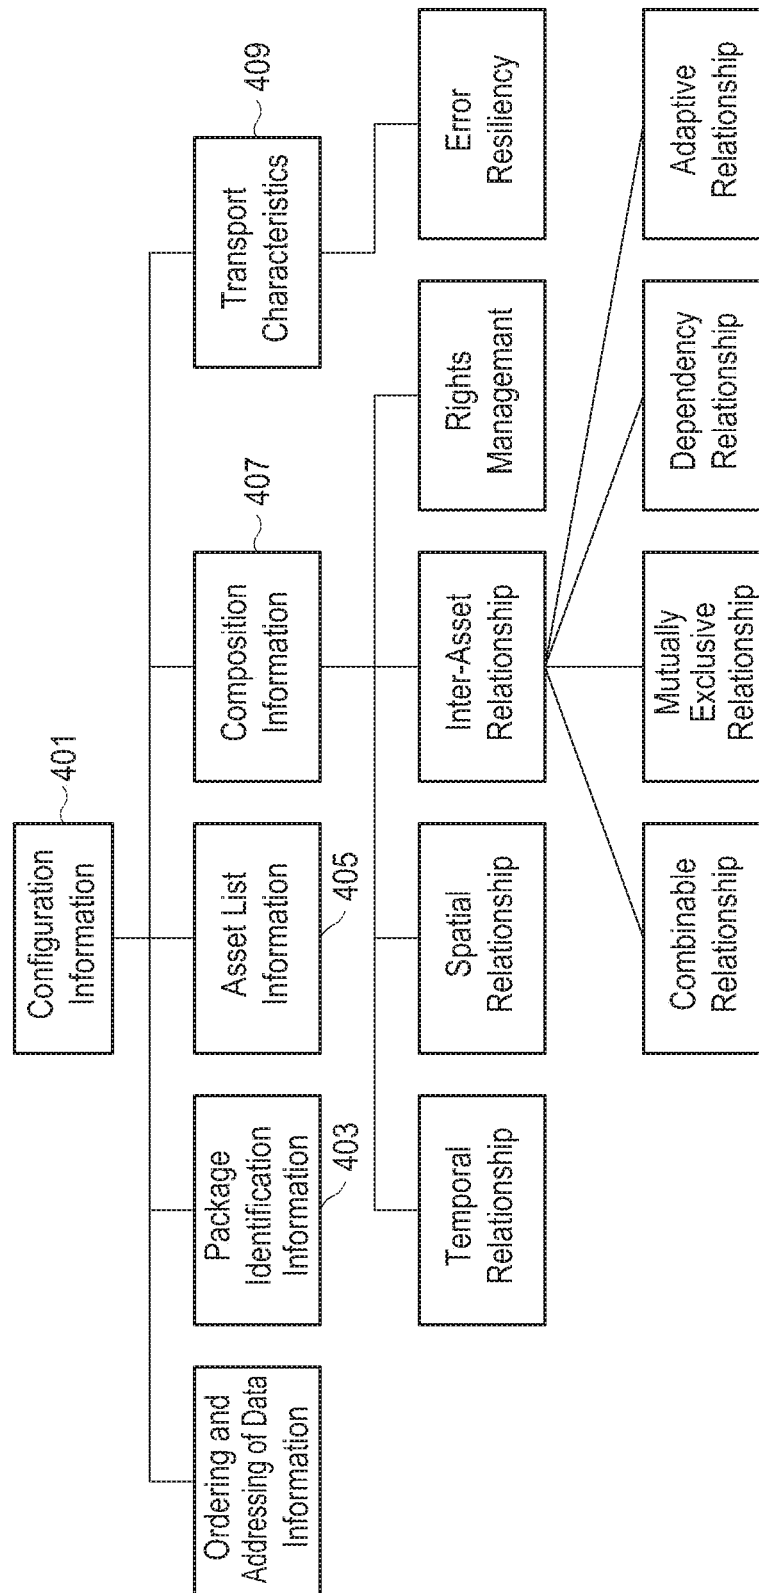 Configuration
Information
401
Ordering and
Addressing of Data
Information
Package
Identification
Information
403
Asset List
Information
405
Composition
Information
407
Transport
Characteristics
409
Temporal
Relationship
Spatial
Relationship
Inter-Asset
Relationship
Rights
Managemant
Error
Resiliency
Combinable
Relationship
Mutually
Exclusive
Relationship
Dependency
Relationship
Adaptive
Relationship